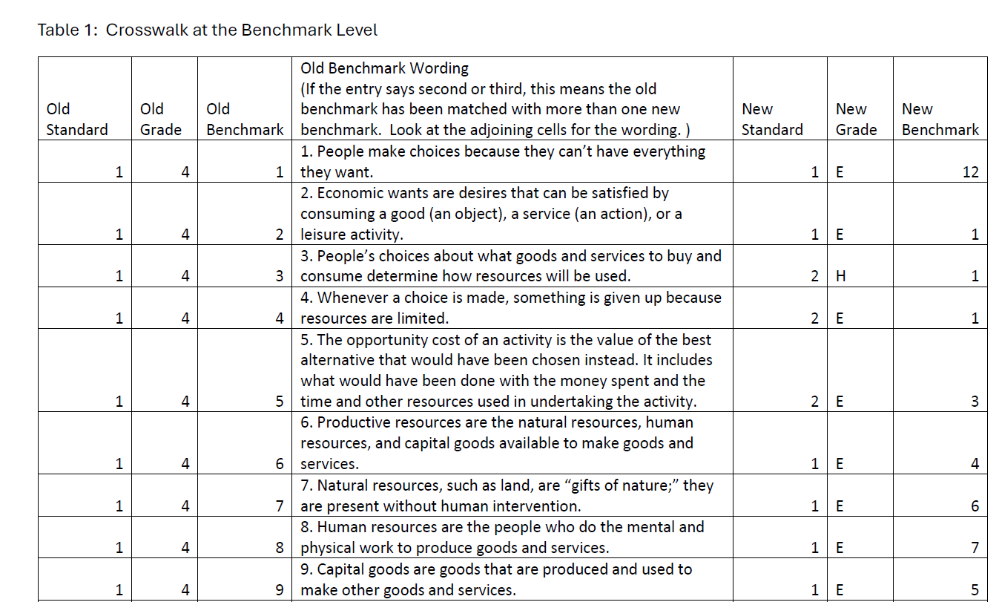 Table 1:  Crosswalk at the Benchmark Level
Old Benchmark Wording
(If the entry says second or third, this means the old
Old Old Old benchmark has been matched with more than one new New New New
Standard Grade Benchmark benchmark.  Look at the adjoining cells for the wording. ) Standard Grade Benchmark
1. People make choices because they can’t have everything
1 4 1 they want. 1 E 12
2. Economic wants are desires that can be satisfied by
consuming a good (an object), a service (an action), or a
1 4 2 leisure activity. 1 E 1
3. People’s choices about what goods and services to buy and
1 4 3 consume determine how resources will be used. 2 H 1
4. Whenever a choice is made, something is given up because
1 4 4 resources are limited. 2 E 1
5. The opportunity cost of an activity is the value of the best
alternative that would have been chosen instead. It includes
what would have been done with the money spent and the
1 4 5 time and other resources used in undertaking the activity. 2 E 3
6. Productive resources are the natural resources, human
resources, and capital goods available to make goods and
1 4 6 services. 1 E 4
7. Natural resources, such as land, are “gifts of nature;” they
1 4 7 are present without human intervention. 1 E 6
8. Human resources are the people who do the mental and
1 4 8 physical work to produce goods and services. 1 E 7
9. Capital goods are goods that are produced and used to
1 4 9 make other goods and services. 1 E 5